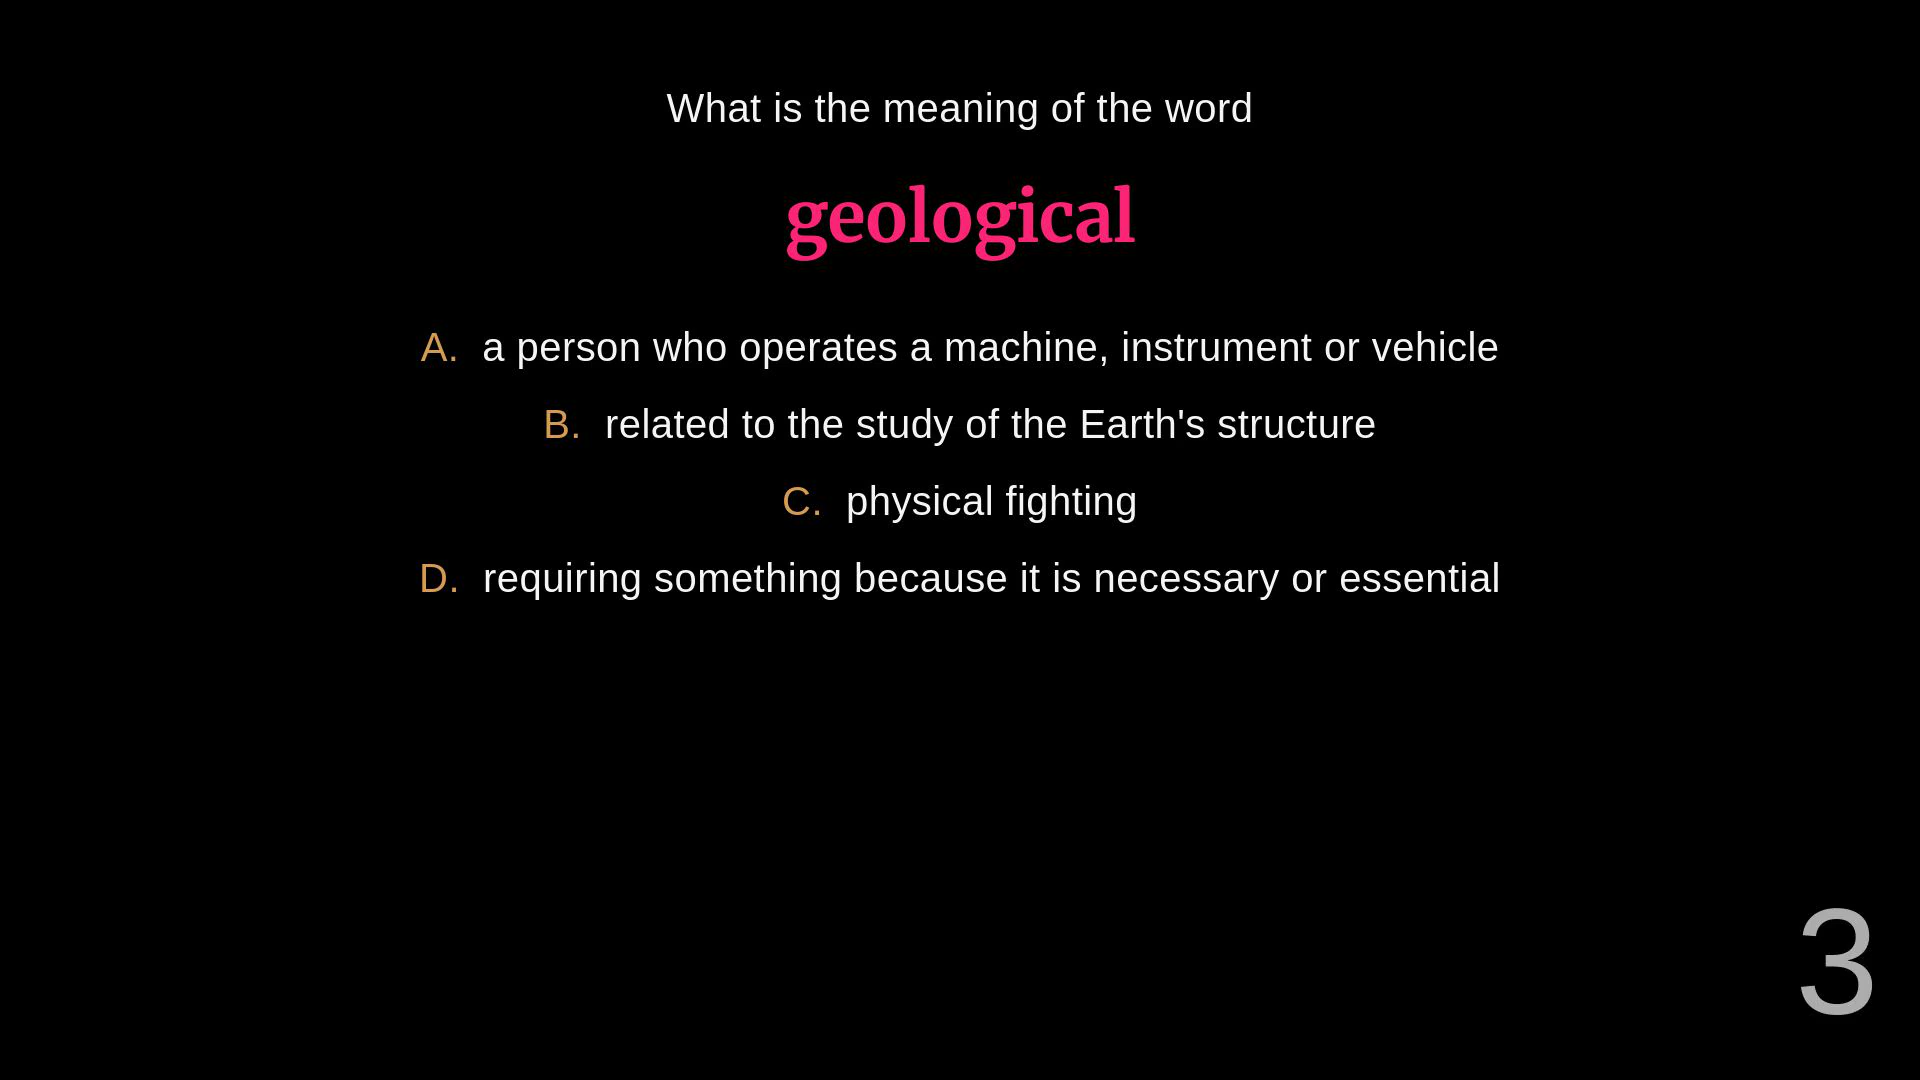 What is the meaning of the word
geological
A. a person who operates a machine, instrument or vehicle
B. related to the study of the Earth's structure
C. physical fighting
D. requiring something because it is necessary or essential
3